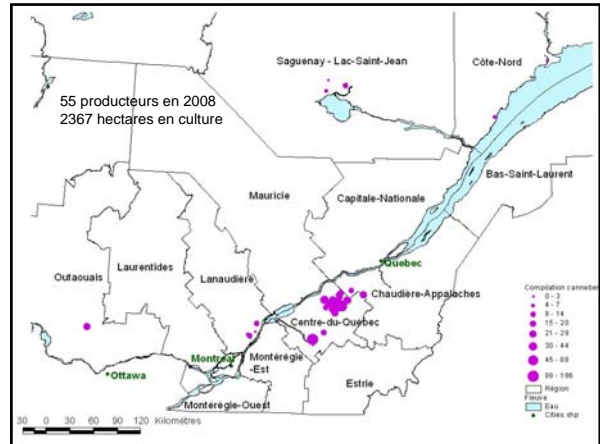 Saguenay - Lac-Saint-Jean
Côte-Nord
55 producteurs en 2008
2367 hectares en culture
Bas-Saint-Laurent
Mauricie
Capitale-Nationale
Québec
Outaouais
Laurentides
Lanaudière
Chaudière-Appalaches
Centre-du-Québec
Montréal
Montérégie
-Est
Ottawa
Estrie
Montérégie-Ouest
30 0 30 60 90 120 Kilométres
Compilation canneber
0 - 3
4 - 7
8 - 14
15 - 20
21 - 29
30 - 44
45 - 88
89 - 196
Région
Fleuve
Eau
Cities.shp